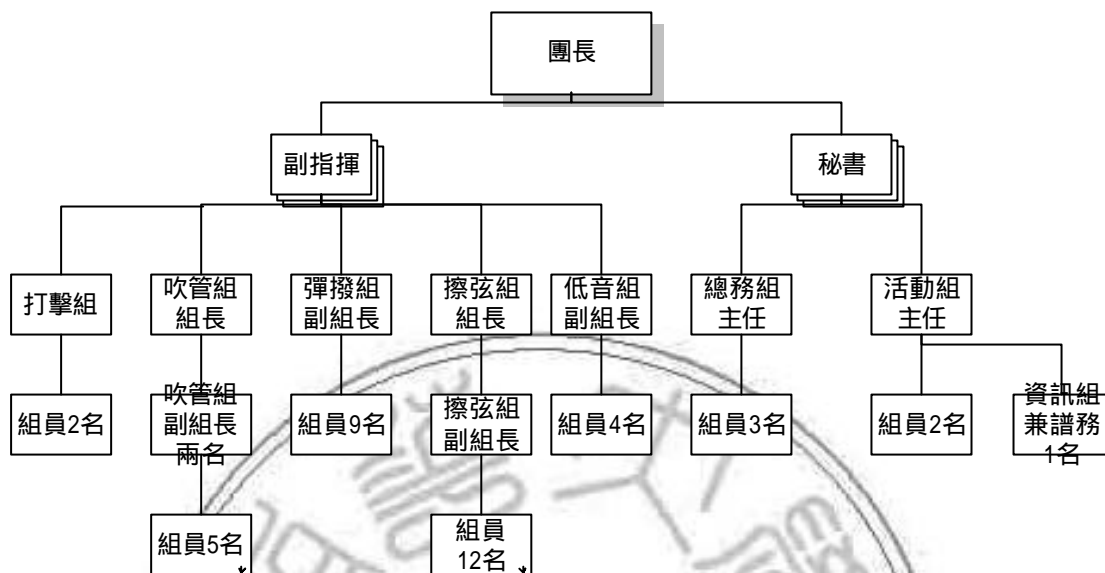 團長
副指揮
秘書
打擊組
吹管組
組長
彈撥組
副組長
擦弦組
組長
低音組
副組長
總務組
主任
活動組
主任
組員2名
吹管組
副組長
兩名
組員9名
擦弦組
副組長
組員4名
組員3名
組員2名
資訊組
兼譜務
1名
組員5名
*
組員
12名
*